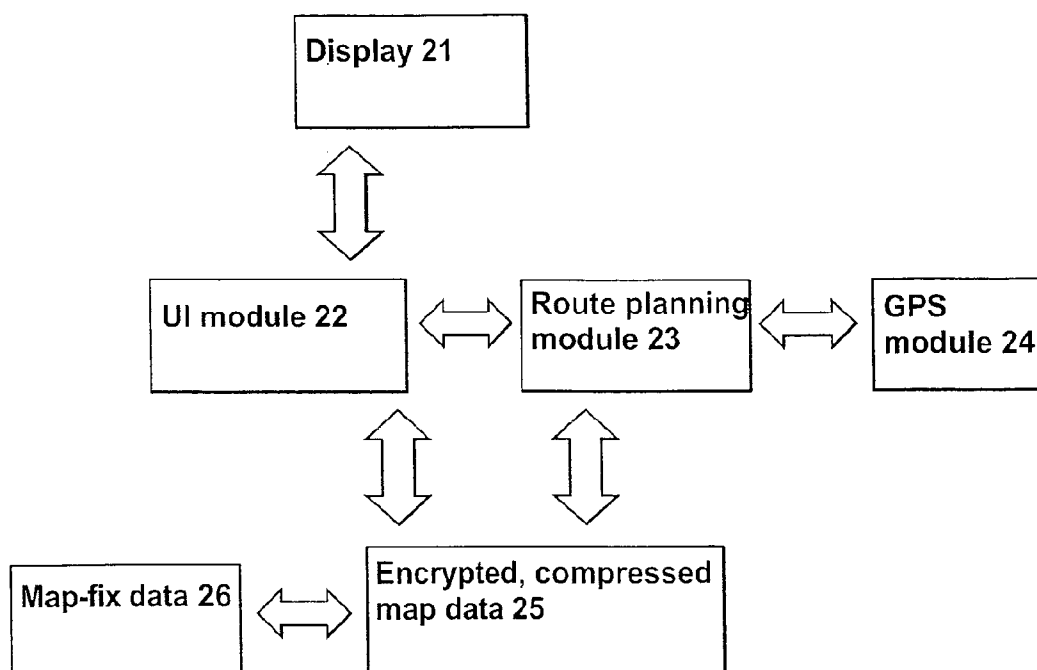 Display 21
UI module 22
Route planning
module 23
GPS
module 24
Encrypted, compressed
map data 25
Map-fix data 26